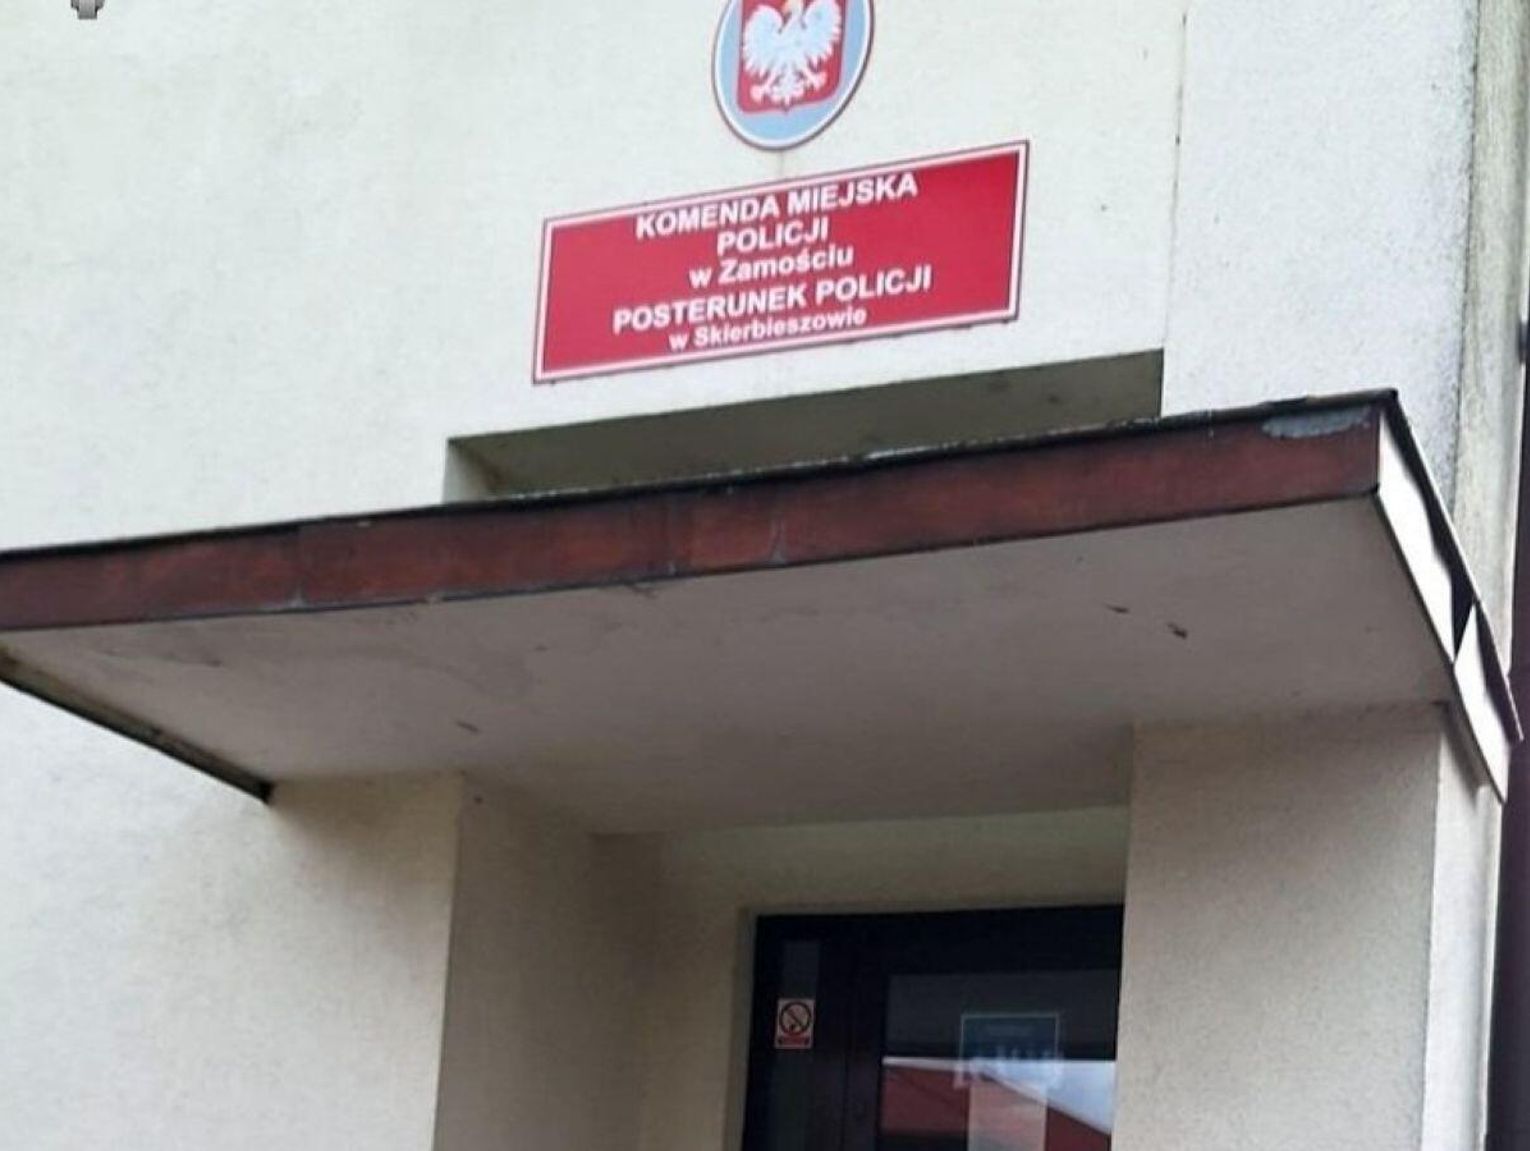 KOMENDA MIEJSKA
POLICJI
w Zamościu
POSTERUNEK POLICJI
w Skierbieszowie